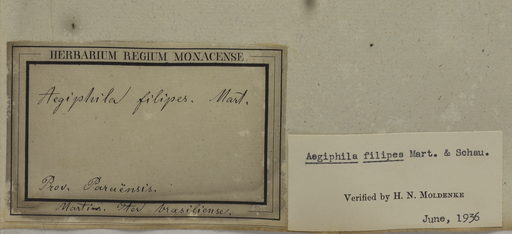 HERBARIUM REGIUM MONACENSE.
Aegiphila filipes. Mart.
Prov. Paraënsis.
Martius. Iter brasiliense.
Aegiphila filipes Mart. & Schau.
Verified by H. N. MOLDENKE
June, 1936